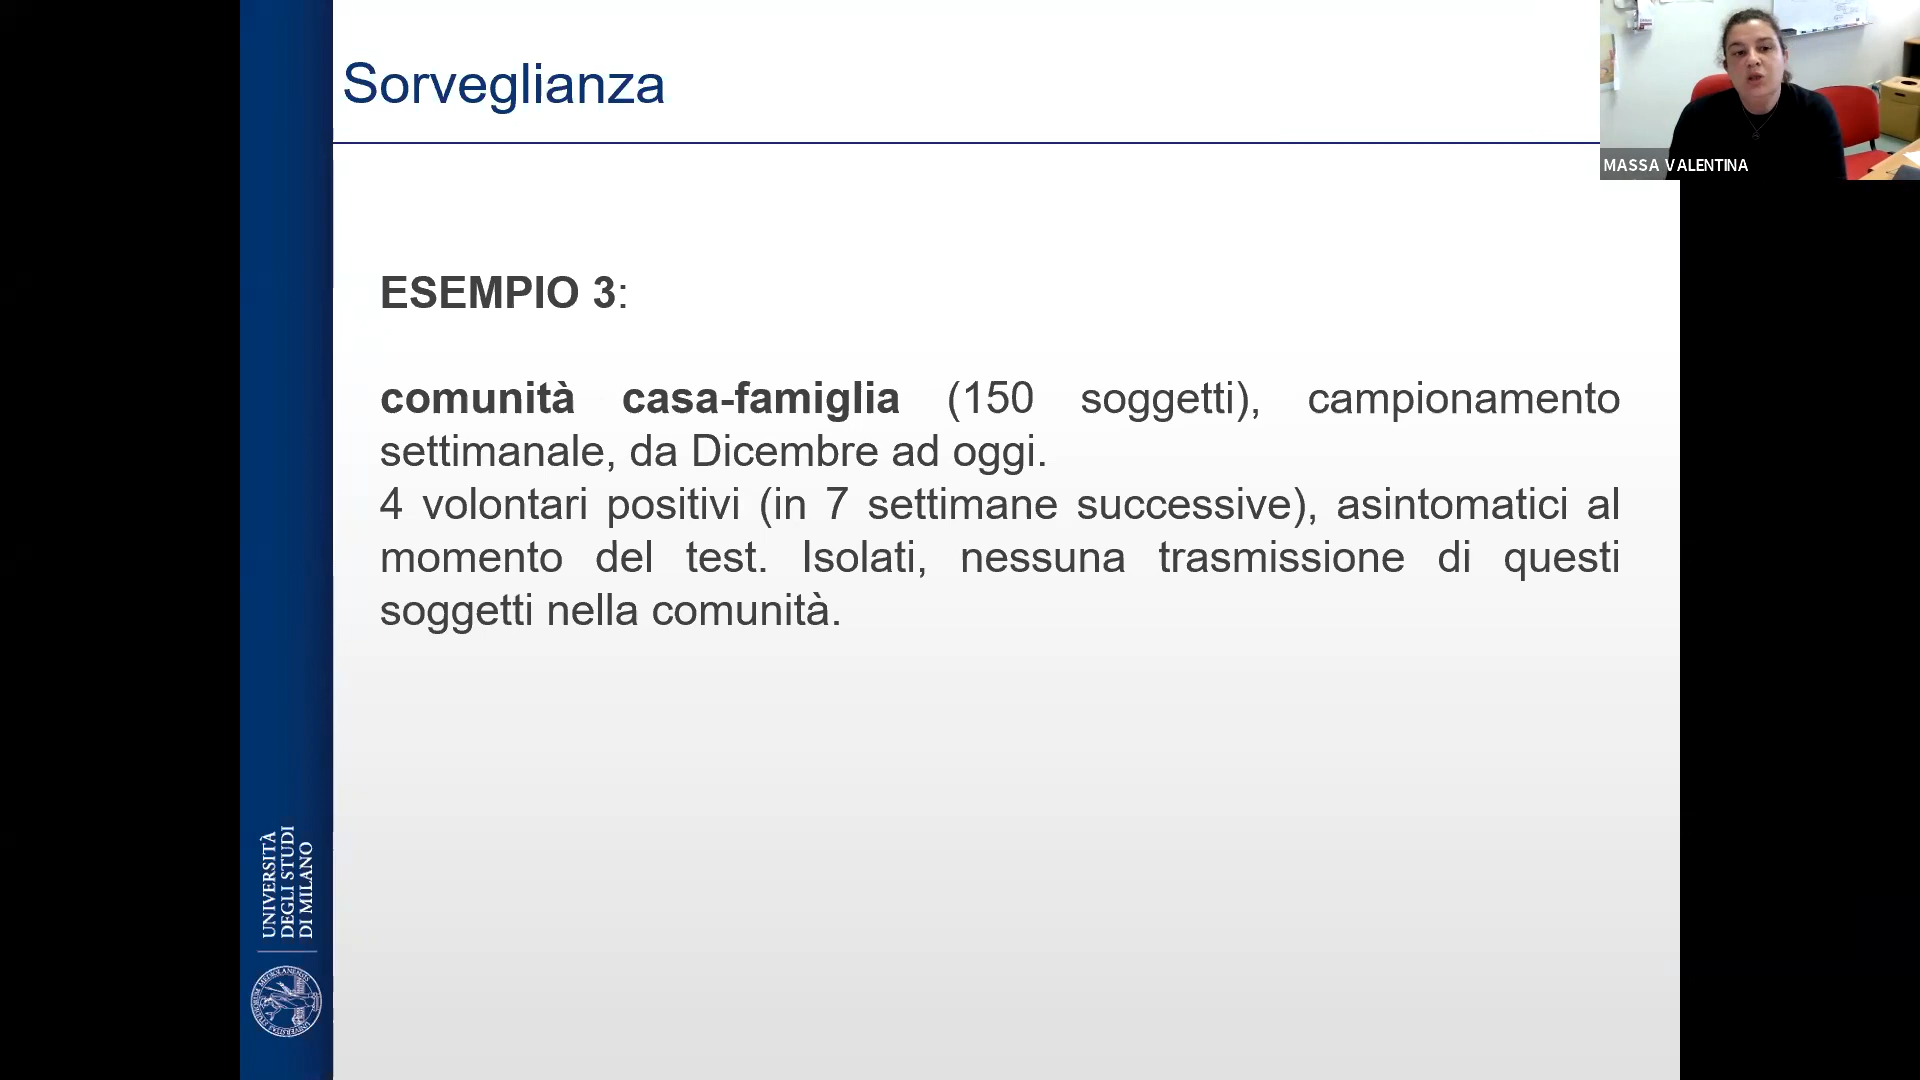 Sorveglianza
MASSA VALENTINA
ESEMPIO 3:
comunità casa-famiglia (150 soggetti), campionamento
settimanale, da Dicembre ad oggi.
4 volontari positivi (in 7 settimane successive), asintomatici al
momento del test. Isolati, nessuna trasmissione di questi
soggetti nella comunità.
UNIVERSITÀ
DEGLI STUDI
DI MILANO